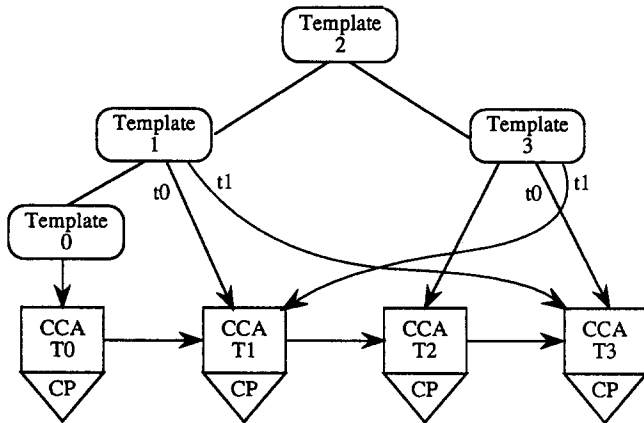 Template
2
Template
1
Template
3
t0
t1
t0
t1
Template
0
CCA
T0
CCA
T1
CCA
T2
CCA
T3
CP
CP
CP
CP